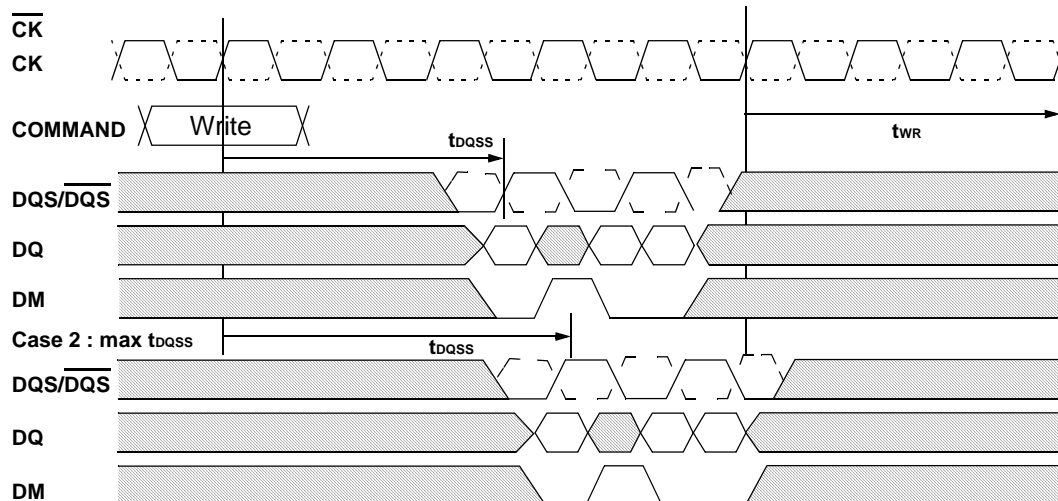 CK
CK
COMMAND
Write
tWR
tDQSS
DQS/DQS
DQ
DM
Case 2 : max tDQSS
tDQSS
DQS/DQS
DQ
DM